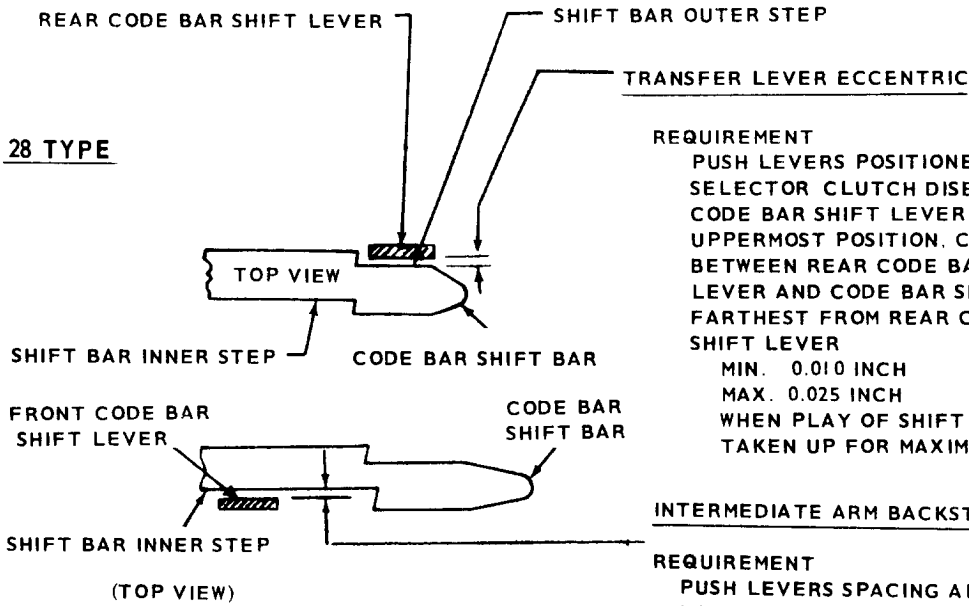 REAR CODE BAR SHIFT LEVER
SHIFT BAR OUTER STEP
TRANSFER LEVER ECCENTRIC
28 TYPE
TOP VIEW
SHIFT BAR INNER STEP
CODE BAR SHIFT BAR
FRONT CODE BAR
SHIFT LEVER
CODE BAR
SHIFT BAR
SHIFT BAR INNER STEP
(TOP VIEW)
REQUIREMENT
PUSH LEVERS POSITIONE
SELECTOR CLUTCH DISE
CODE BAR SHIFT LEVER
UPPERMOST POSITION, C
BETWEEN REAR CODE BA
LEVER AND CODE BAR S
FARTHEST FROM REAR C
SHIFT LEVER
MIN. 0.010 INCH
MAX. 0.025 INCH
WHEN PLAY OF SHIFT
TAKEN UP FOR MAXIM
INTERMEDIATE ARM BACKST
REQUIREMENT
PUSH LEVERS SPACING A